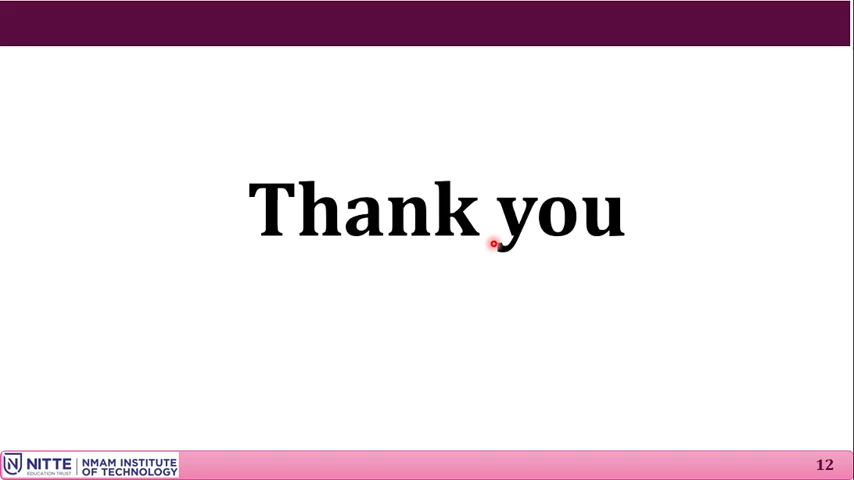 Thank you
NITTE
EDUCATION TRUST
NMAM INSTITUTE
OF TECHNOLOGY
12